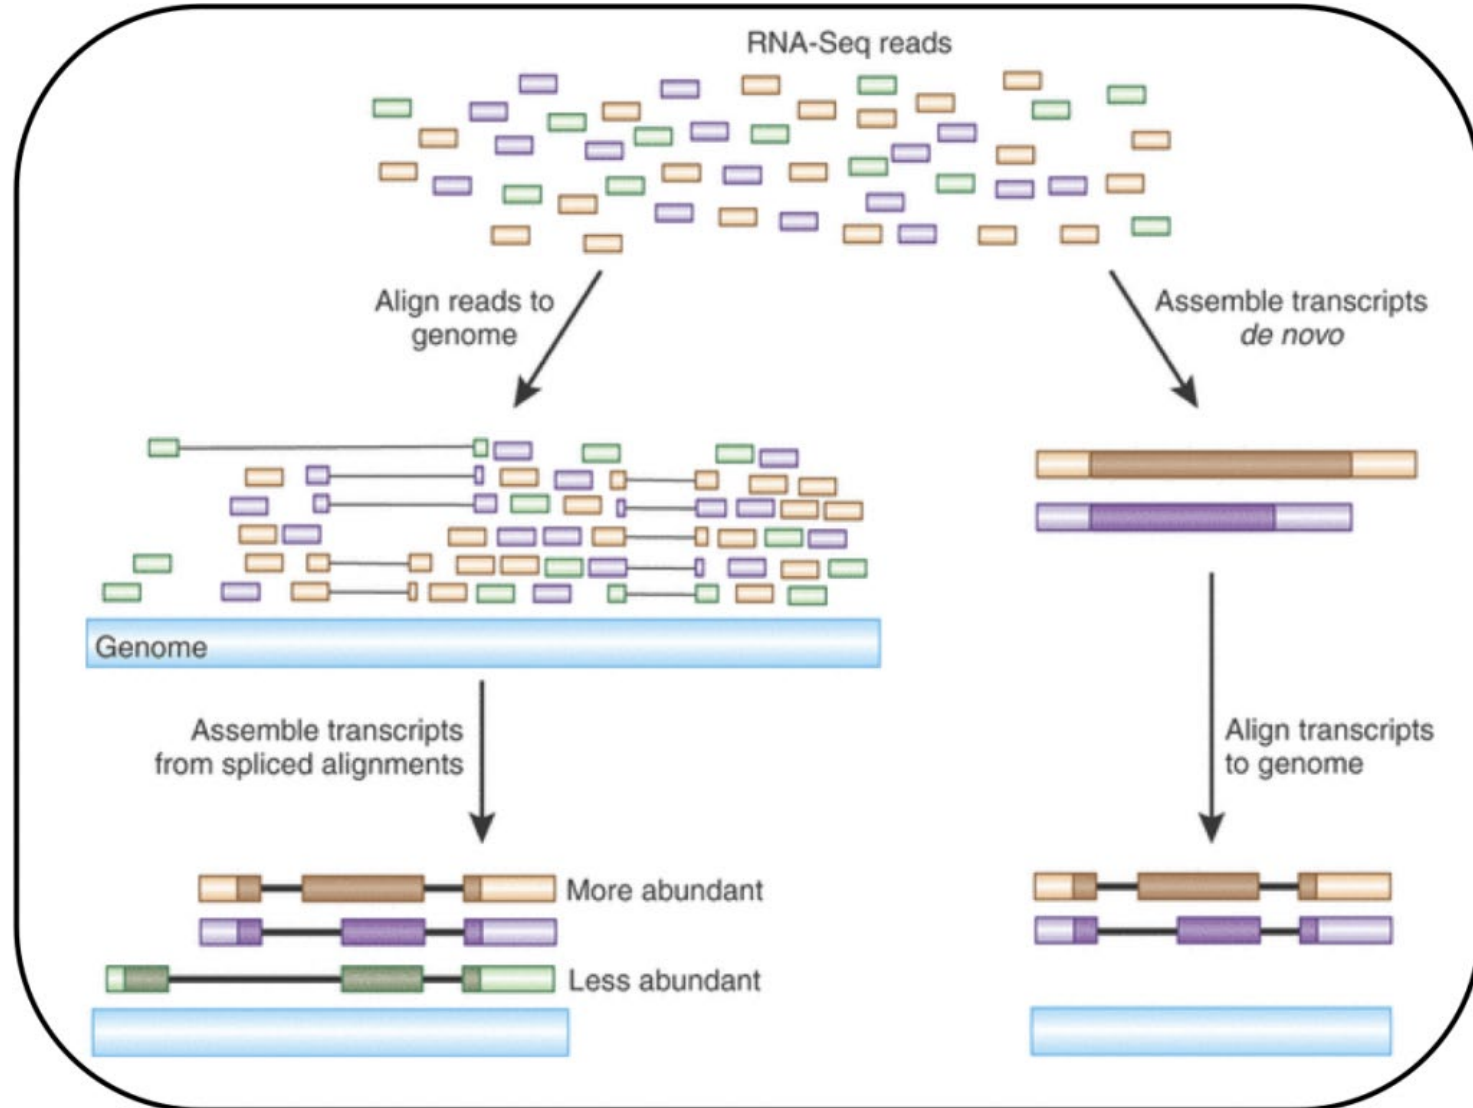 RNA-Seq reads
Align reads to
genome
Assemble transcripts
de novo
Genome
Assemble transcripts
from spliced alignments
Align transcripts
to genome
More abundant
Less abundant